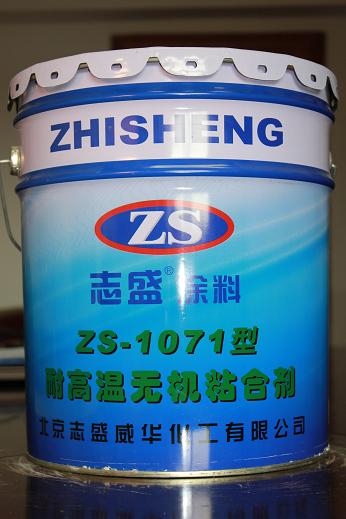 ZHISHENG
ZS
志盛®涂料
ZS-1071型
耐高温无机粘合剂
北京志盛威华化工有限公司